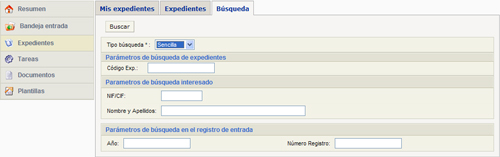 Resumen
Bandeja entrada
Expedientes
Tareas
Documentos
Plantillas
Mis expedientes Expedientes Búsqueda
Buscar
Tipo búsqueda * : Sencilla
Parámetros de búsqueda de expedientes
Código Exp.:
Parámetros de búsqueda interesado
NIF/CIF:
Nombre y Apellidos:
Parámetros de búsqueda en el registro de entrada
Año: Número Registro: